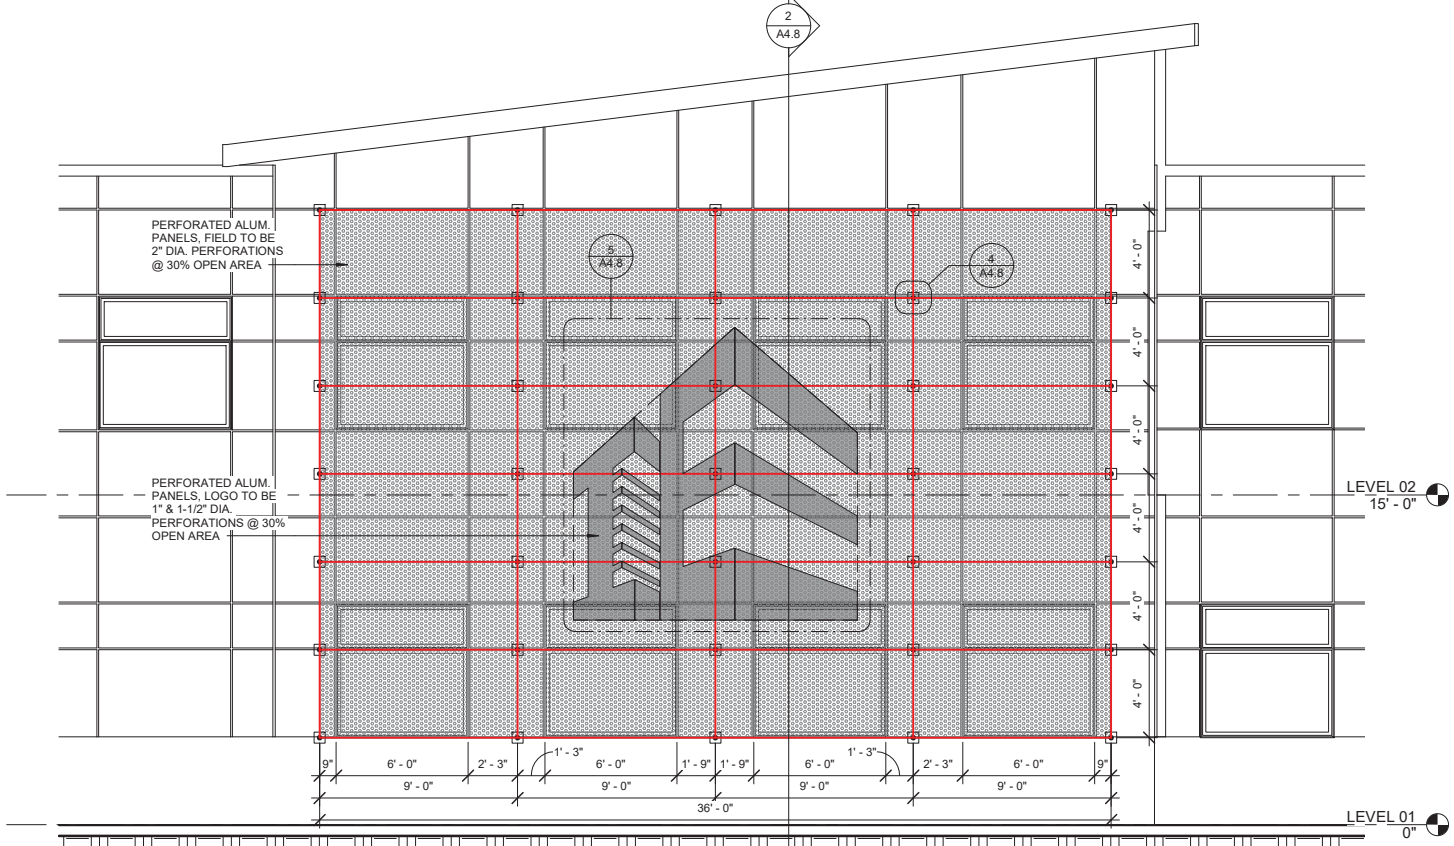 2
A4.8
PERFORATED ALUM.
PANELS, FIELD TO BE
2" DIA. PERFORATIONS
@ 30% OPEN AREA
5
A4.8
4
A4.8
4' - 0"
4' - 0"
4' - 0"
4' - 0"
4' - 0"
4' - 0"
PERFORATED ALUM.
PANELS, LOGO TO BE
1" & 1-1/2" DIA.
PERFORATIONS @ 30%
OPEN AREA
LEVEL 02
15' - 0"
1' - 3"
1' - 3"
9"
6' - 0"
2' - 3"
6' - 0"
1' - 9"
1' - 9"
6' - 0"
2' - 3"
6' - 0"
9"
9' - 0"
9' - 0"
9' - 0"
9' - 0"
36' - 0"
LEVEL 01
0"